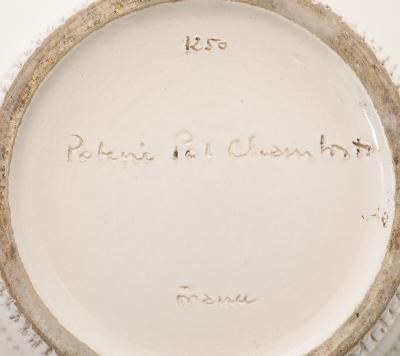 1250
Poterie Pol Chambost
France